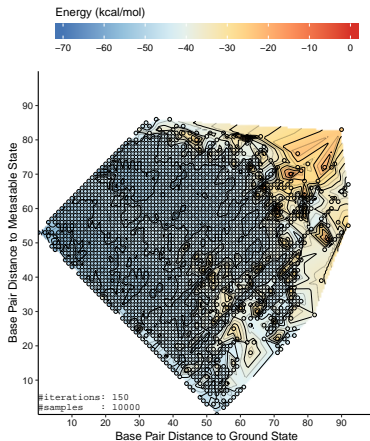 Energy (kcal/mol)
−70 −60 −50 −40 −30 −20 −10 0
Base Pair Distance to Metastable State
90
80
70
60
50
40
30
20
10
#iterations: 150
#samples : 10000
10 20 30 40 50 60 70 80 90
Base Pair Distance to Ground State